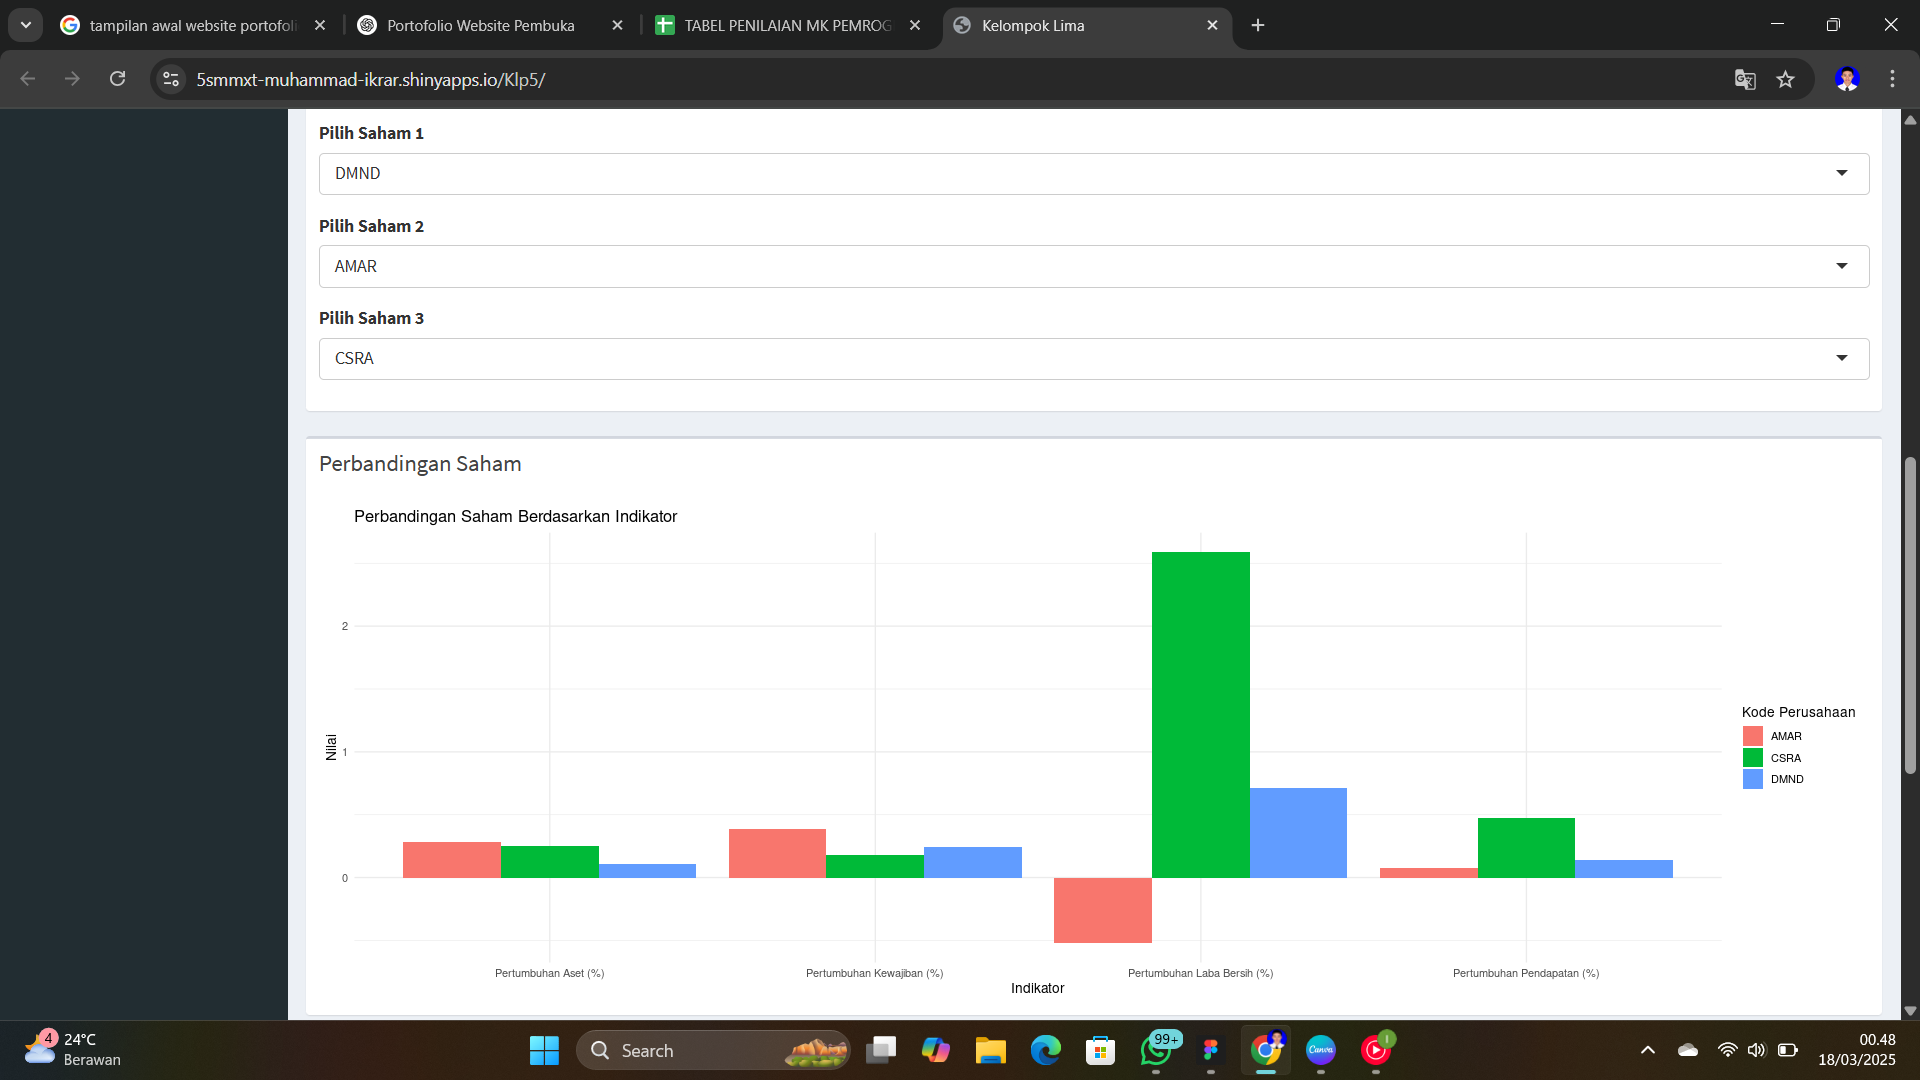 tampilan awal website portofoli
Portofolio Website Pembuka
TABEL PENILAIAN MK PEMROG
Kelompok Lima
5smmxt-muhammad-ikrar.shinyapps.io/Klp5/
Pilih Saham 1
DMND
Pilih Saham 2
AMAR
Pilih Saham 3
CSRA
Perbandingan Saham
Perbandingan Saham Berdasarkan Indikator
2
1
0
Nilai
Kode Perusahaan
AMAR
CSRA
DMND
Pertumbuhan Aset (%)
Pertumbuhan Kewajiban (%)
Pertumbuhan Laba Bersih (%)
Pertumbuhan Pendapatan (%)
Indikator
4
24°C
Berawan
Search
99+
Canva
00.48
18/03/2025